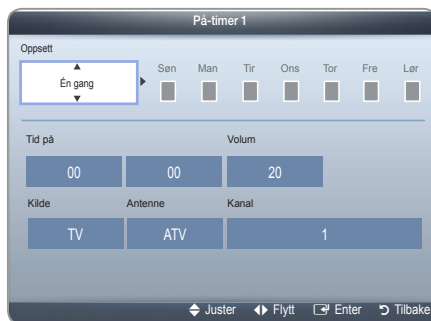 På-timer 1
Oppsett
Én gang
Søn Man Tir Ons Tor Fre Lør
Tid på Volum
00 00 20
Kilde Antenne Kanal
TV ATV 1
Juster Flytt Enter Tilbake